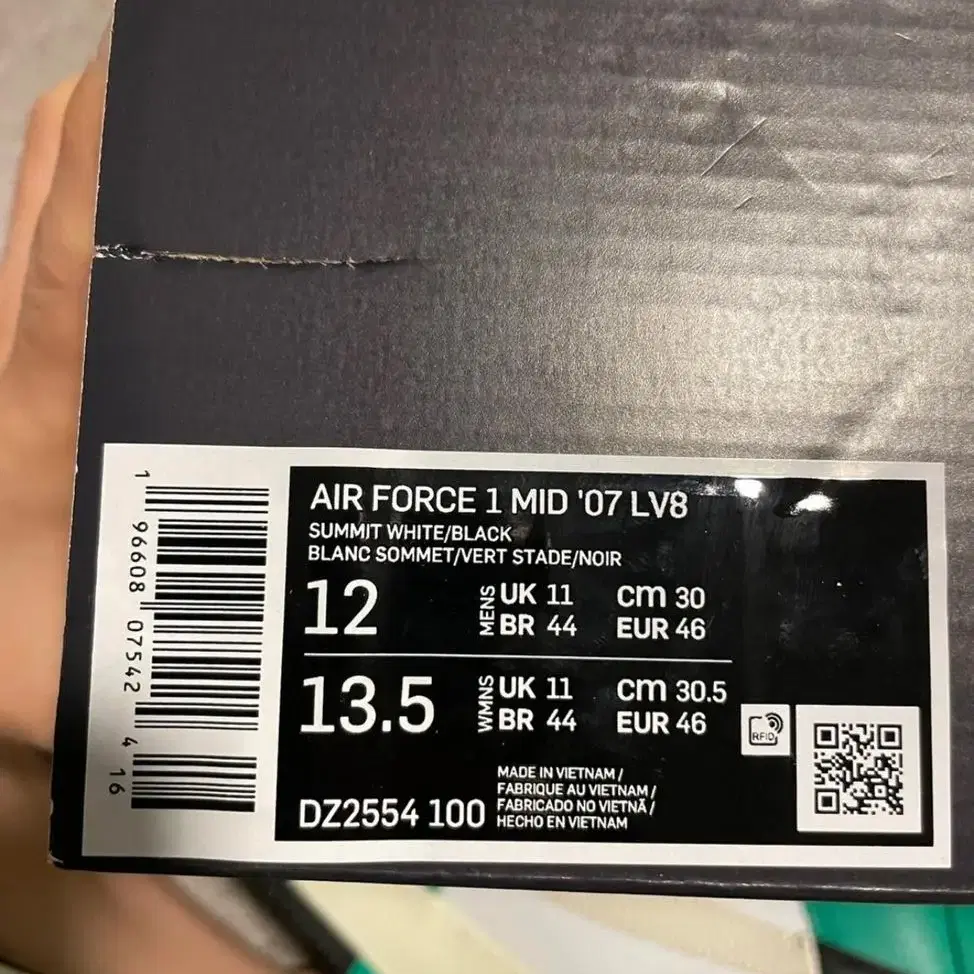 AIR FORCE 1 MID '07 LV8
SUMMIT WHITE/BLACK
BLANC SOMMET/VERT STADE/NOIR
12 MENS UK 11 cm 30
BR 44 EUR 46
13.5 WMNS UK 11 cm 30.5
BR 44 EUR 46
RFID
DZ2554 100
MADE IN VIETNAM /
FABRIQUE AU VIETNAM /
FABRICADO NO VIETNÃ /
HECHO EN VIETNAM
1 96608 07542 4 16